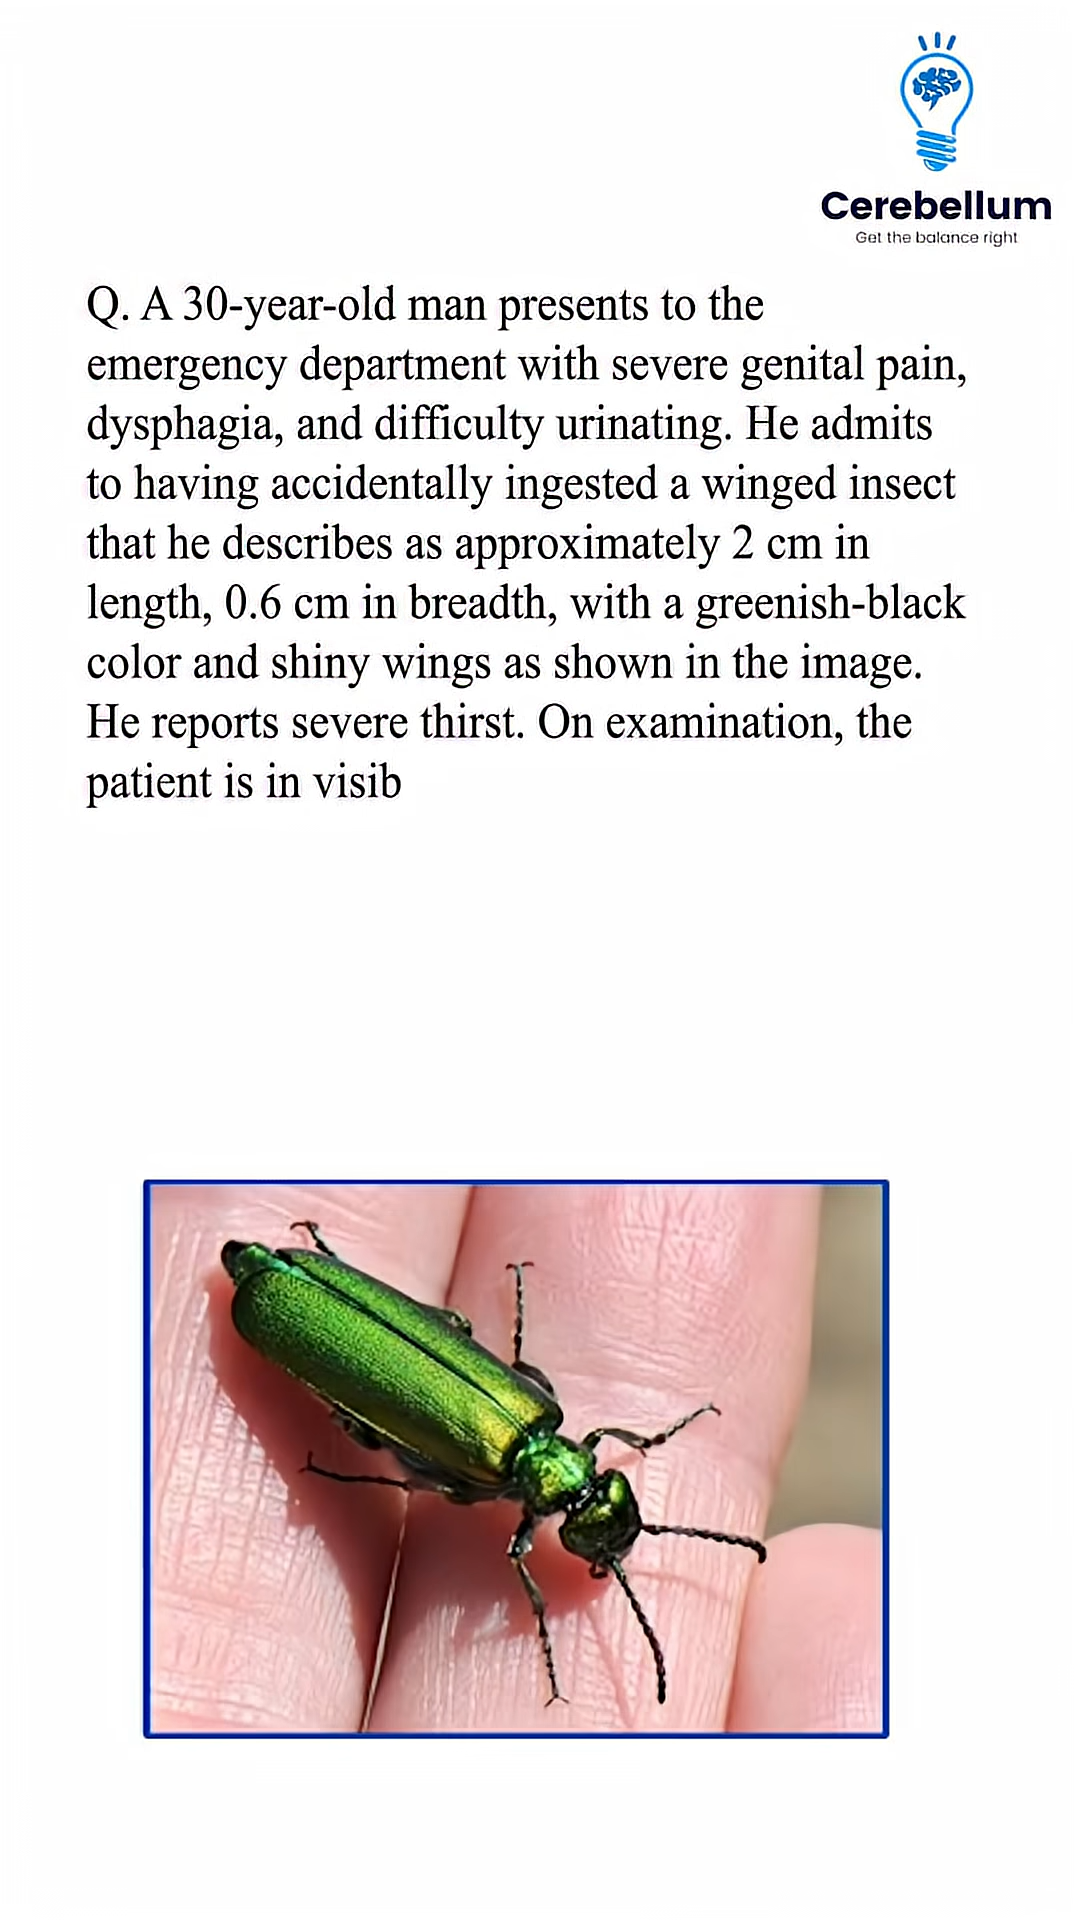 Cerebellum
Get the balance right
Q. A 30-year-old man presents to the
emergency department with severe genital pain,
dysphagia, and difficulty urinating. He admits
to having accidentally ingested a winged insect
that he describes as approximately 2 cm in
length, 0.6 cm in breadth, with a greenish-black
color and shiny wings as shown in the image.
He reports severe thirst. On examination, the
patient is in visib